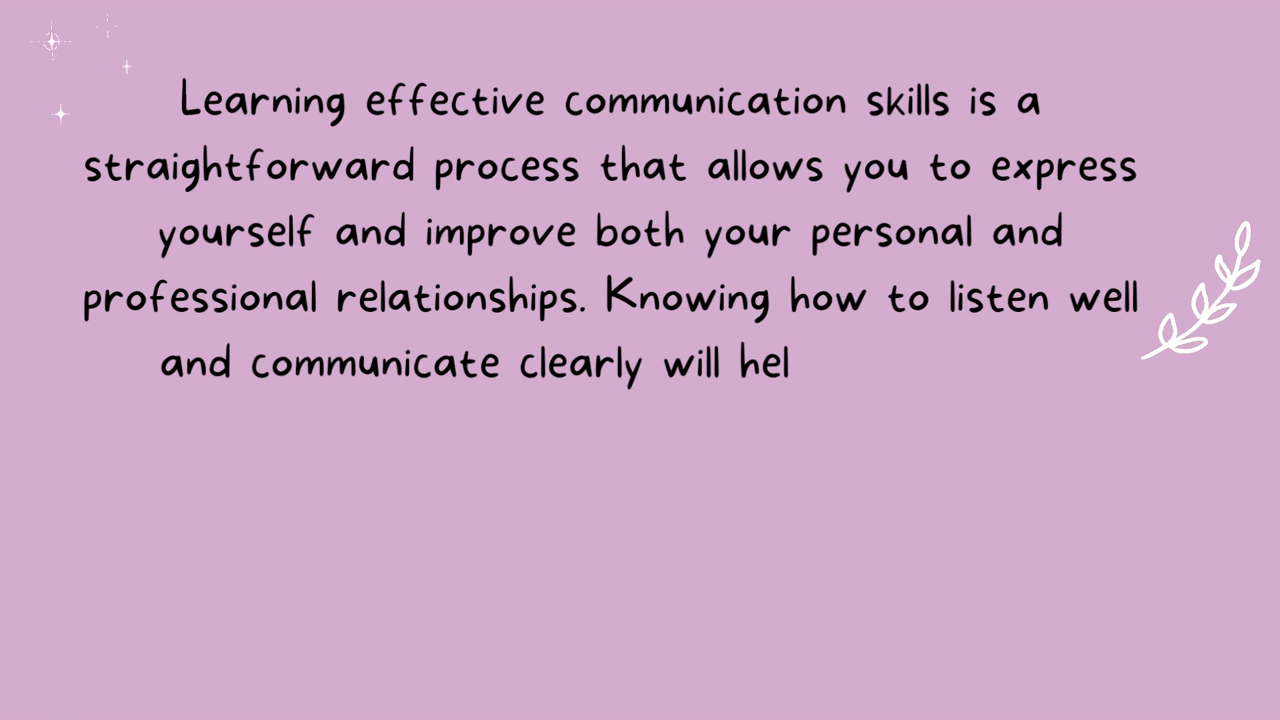 Learning effective communication skills is a
straightforward process that allows you to express
yourself and improve both your personal and
professional relationships. Knowing how to listen well
and communicate clearly will hel